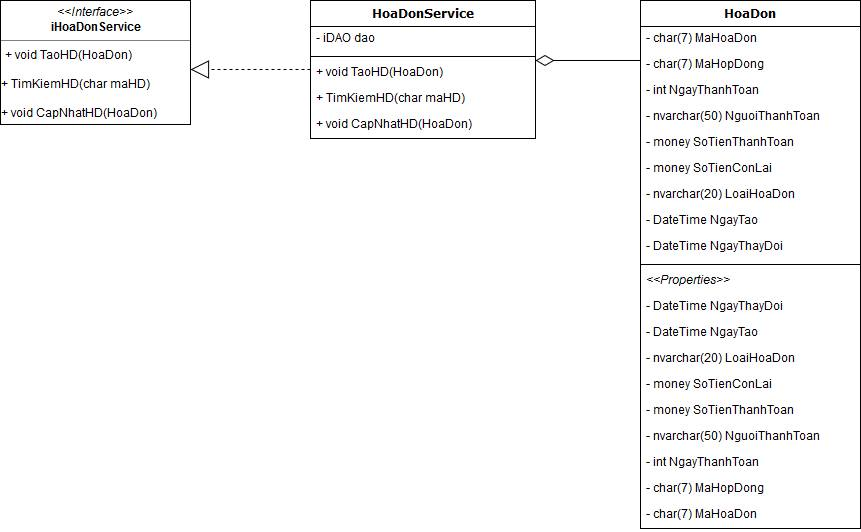 <<Interface>>
iHoaDonService
+ void TaoHD(HoaDon)
+ TimKiemHD(char maHD)
+ void CapNhatHD(HoaDon)
HoaDonService
- iDAO dao
+ void TaoHD(HoaDon)
+ TimKiemHD(char maHD)
+ void CapNhatHD(HoaDon)
HoaDon
- char(7) MaHoaDon
- char(7) MaHopDong
- int NgayThanhToan
- nvarchar(50) NguoiThanhToan
- money SoTienThanhToan
- money SoTienConLai
- nvarchar(20) LoaiHoaDon
- DateTime NgayTao
- DateTime NgayThayDoi
<<Properties>>
- DateTime NgayThayDoi
- DateTime NgayTao
- nvarchar(20) LoaiHoaDon
- money SoTienConLai
- money SoTienThanhToan
- nvarchar(50) NguoiThanhToan
- int NgayThanhToan
- char(7) MaHopDong
- char(7) MaHoaDon